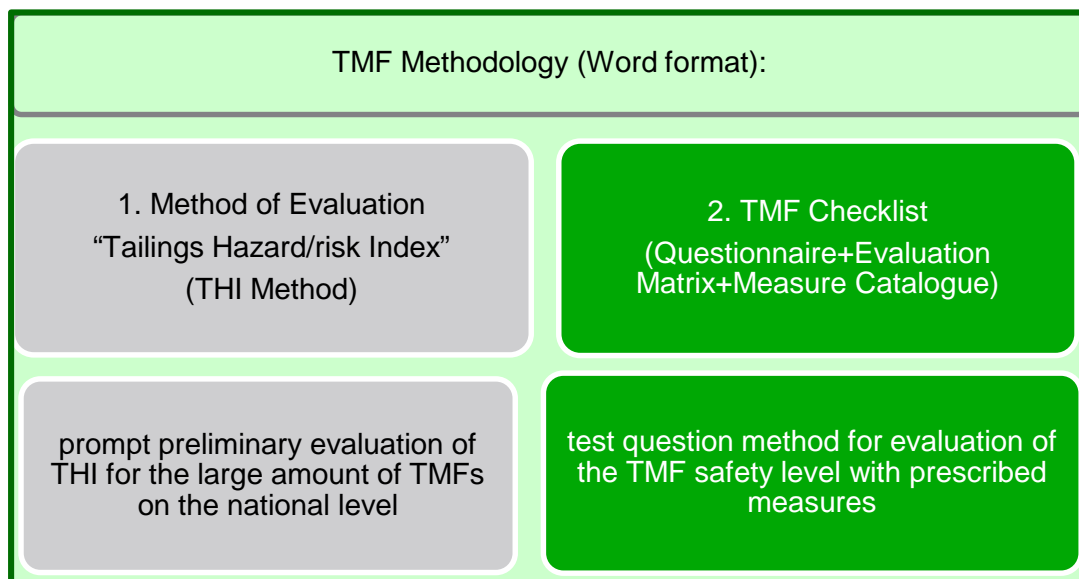 TMF Methodology (Word format):
1. Method of Evaluation
“Tailings Hazard/risk Index”
(THI Method)
2. TMF Checklist
(Questionnaire+Evaluation
Matrix+Measure Catalogue)
prompt preliminary evaluation of
THI for the large amount of TMFs
on the national level
test question method for evaluation of
the TMF safety level with prescribed
measures